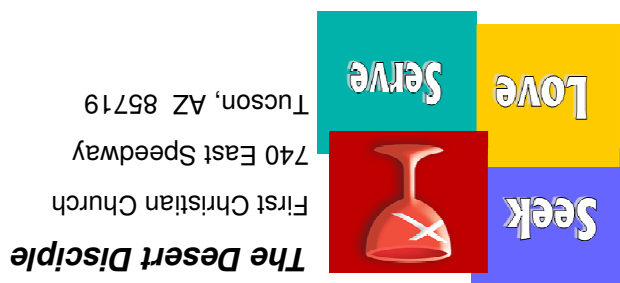 Seek
Love
Serve
The Desert Disciple
First Christian Church
740 East Speedway
Tucson, AZ  85719